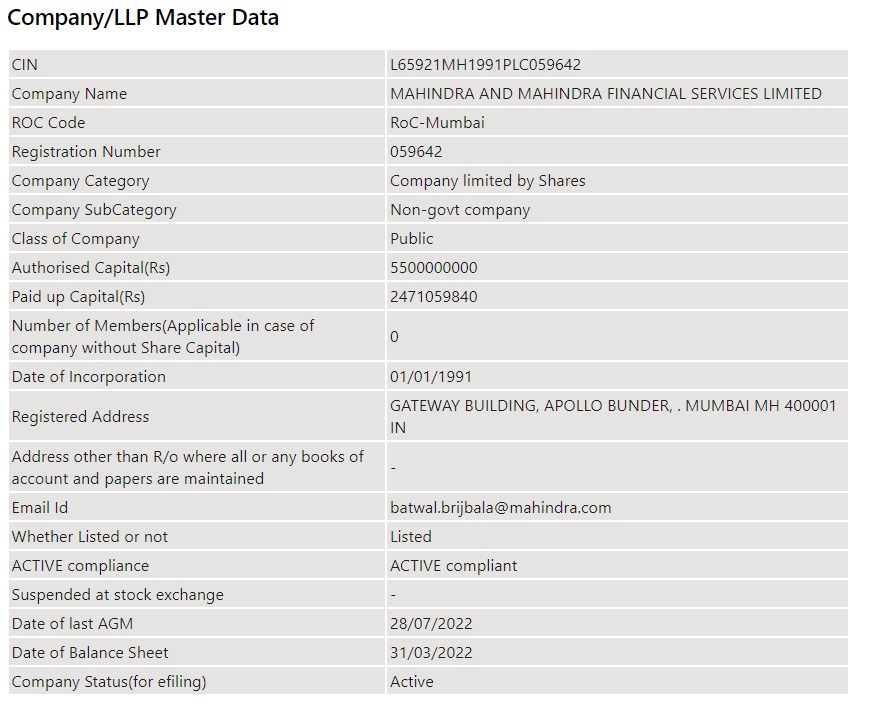 Company/LLP Master Data
CIN L65921MH1991PLC059642
Company Name MAHINDRA AND MAHINDRA FINANCIAL SERVICES LIMITED
ROC Code RoC-Mumbai
Registration Number 059642
Company Category Company limited by Shares
Company SubCategory Non-govt company
Class of Company Public
Authorised Capital(Rs) 5500000000
Paid up Capital(Rs) 2471059840
Number of Members(Applicable in case of
company without Share Capital) 0
Date of Incorporation 01/01/1991
Registered Address GATEWAY BUILDING, APOLLO BUNDER, . MUMBAI MH 400001
IN
Address other than R/o where all or any books of
account and papers are maintained -
Email Id batwal.brijbala@mahindra.com
Whether Listed or not Listed
ACTIVE compliance ACTIVE compliant
Suspended at stock exchange -
Date of last AGM 28/07/2022
Date of Balance Sheet 31/03/2022
Company Status(for efiling) Active